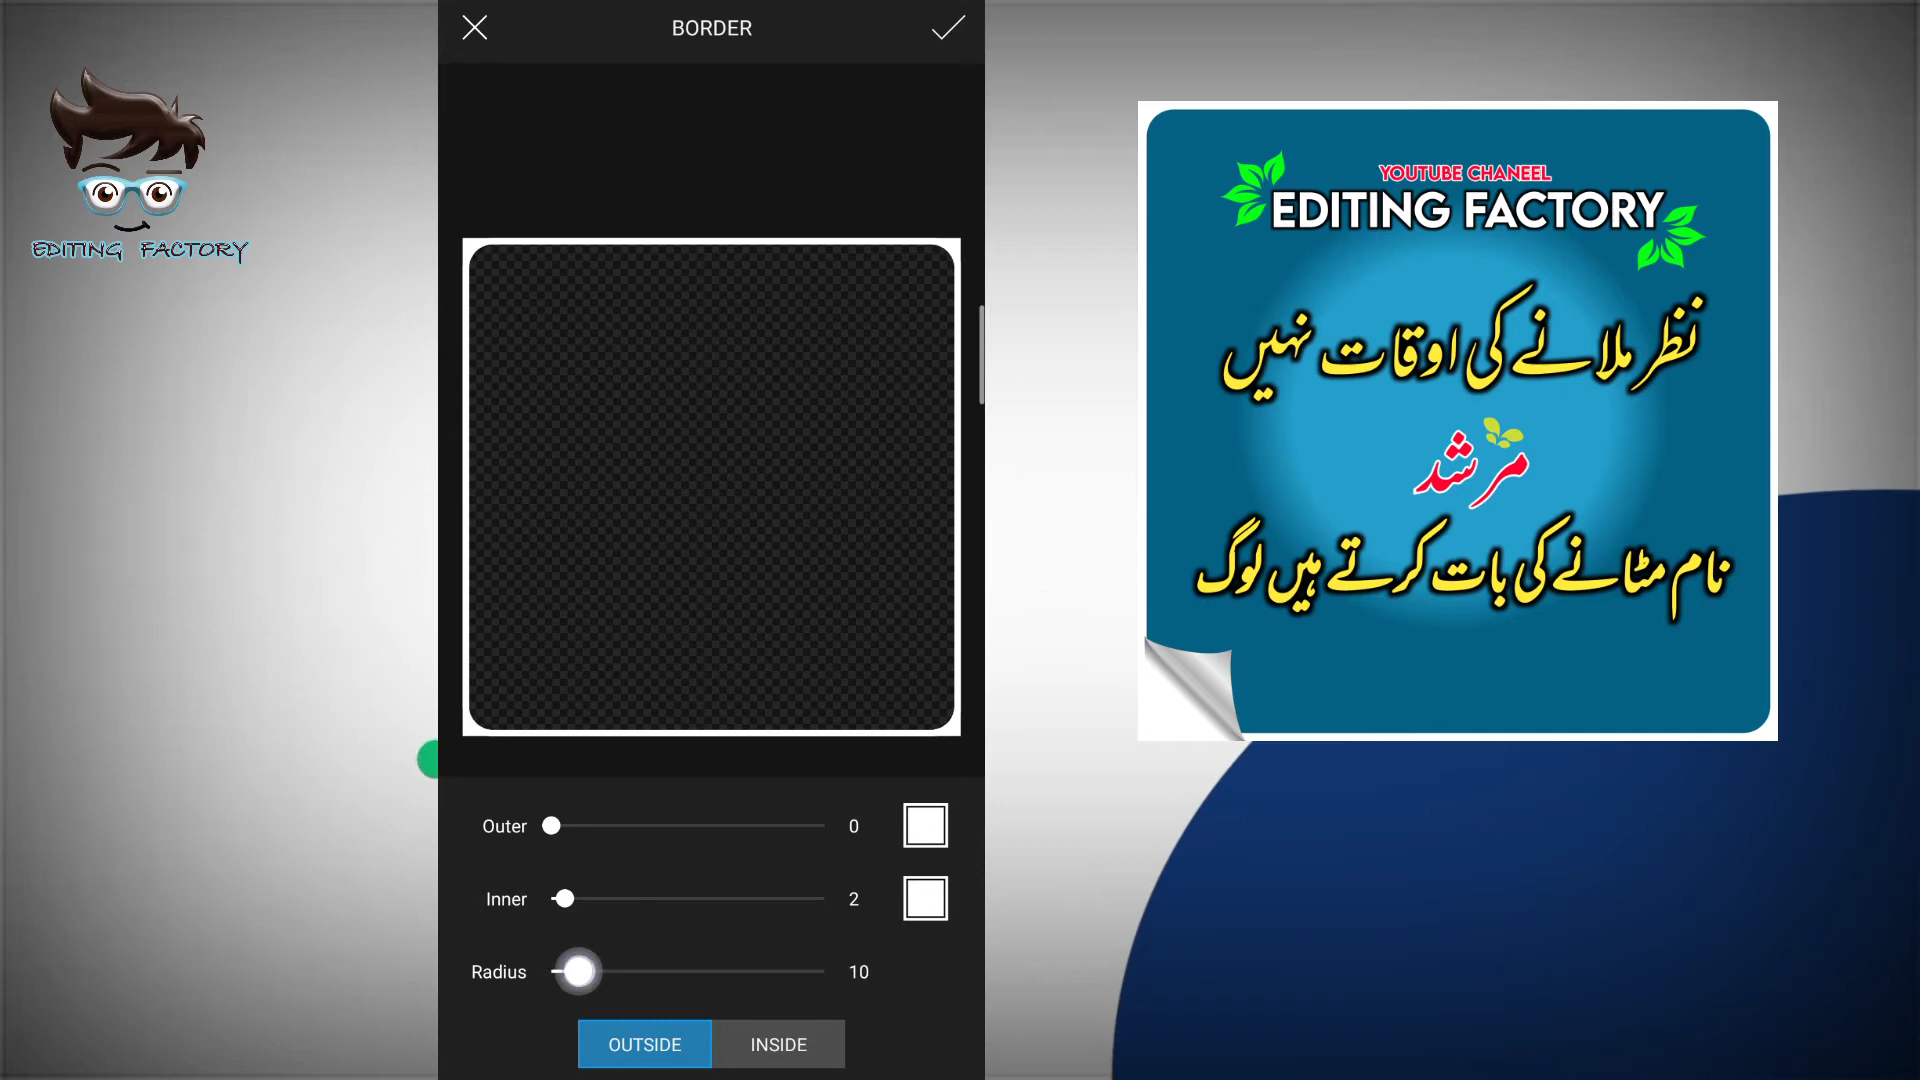 EDITING FACTORY
BORDER
Outer 0
Inner 2
Radius 10
OUTSIDE INSIDE
YOUTUBE CHANEEL
EDITING FACTORY
نظر ملانے کی اوقات نہیں
مرشد
نام مٹانے کی بات کرتے ہیں لوگ